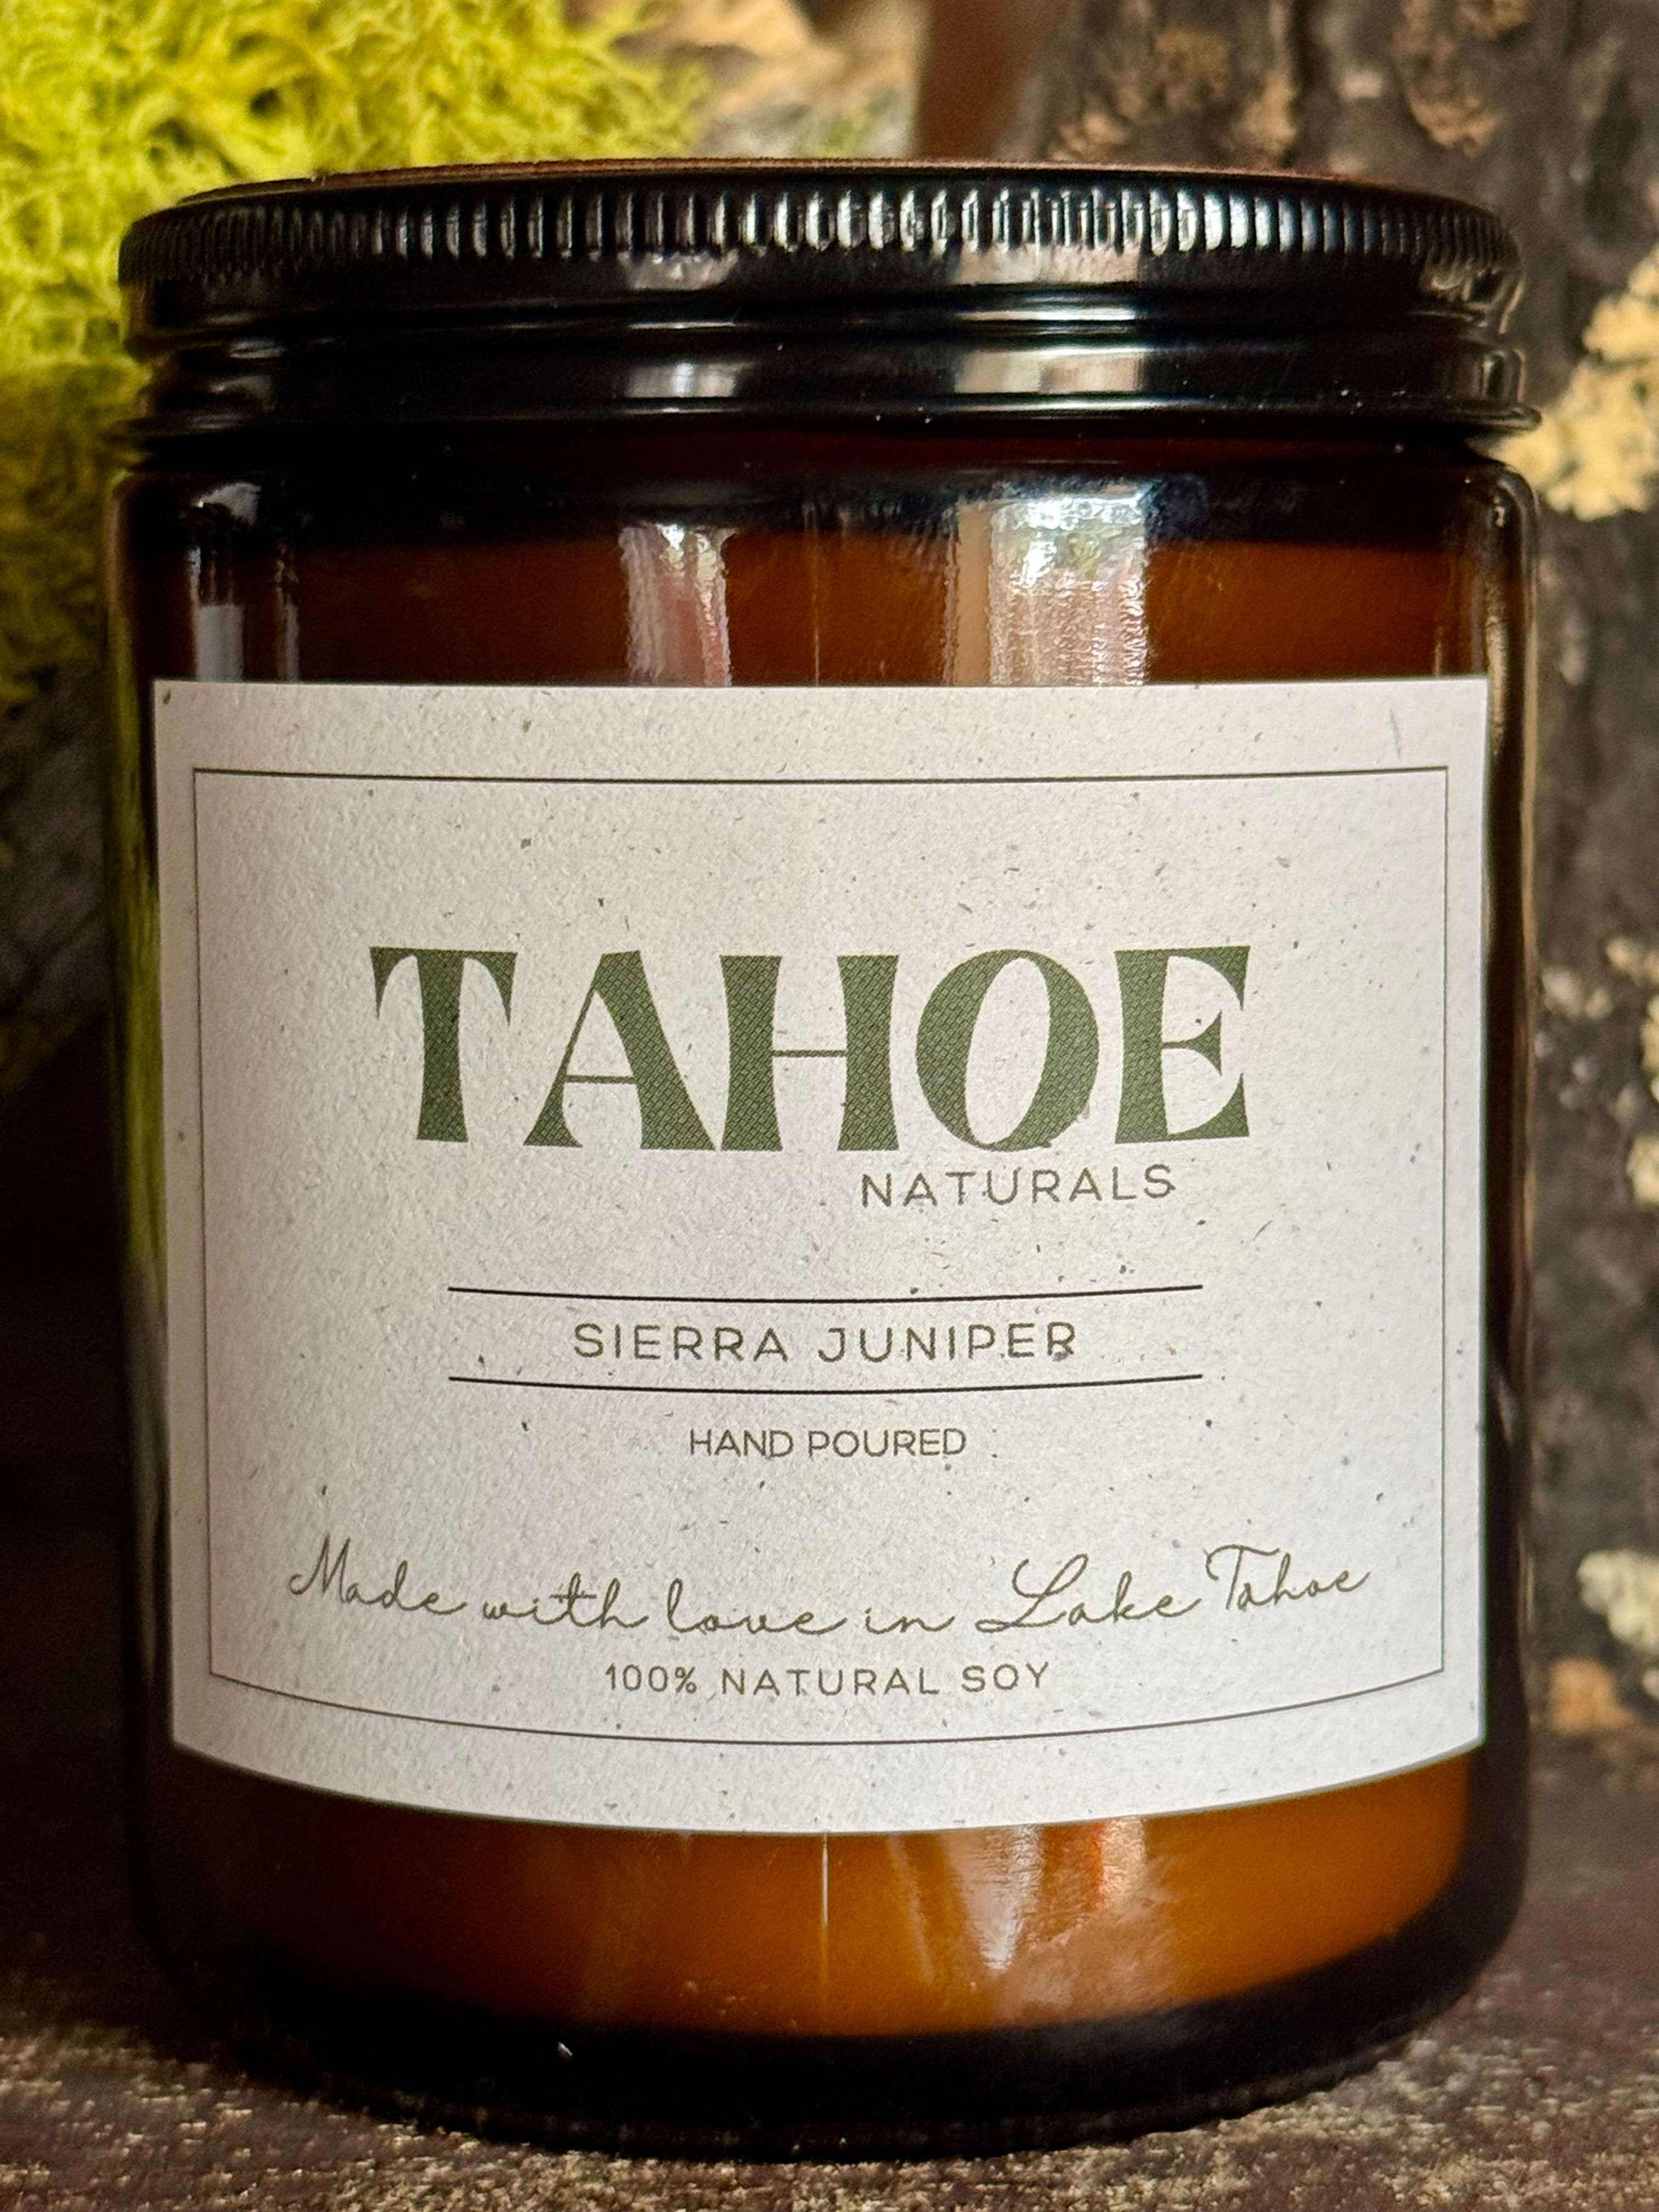 TAHOE
NATURALS
SIERRA JUNIPER
HAND POURED
Made with love in Lake Tahoe
100% NATURAL SOY